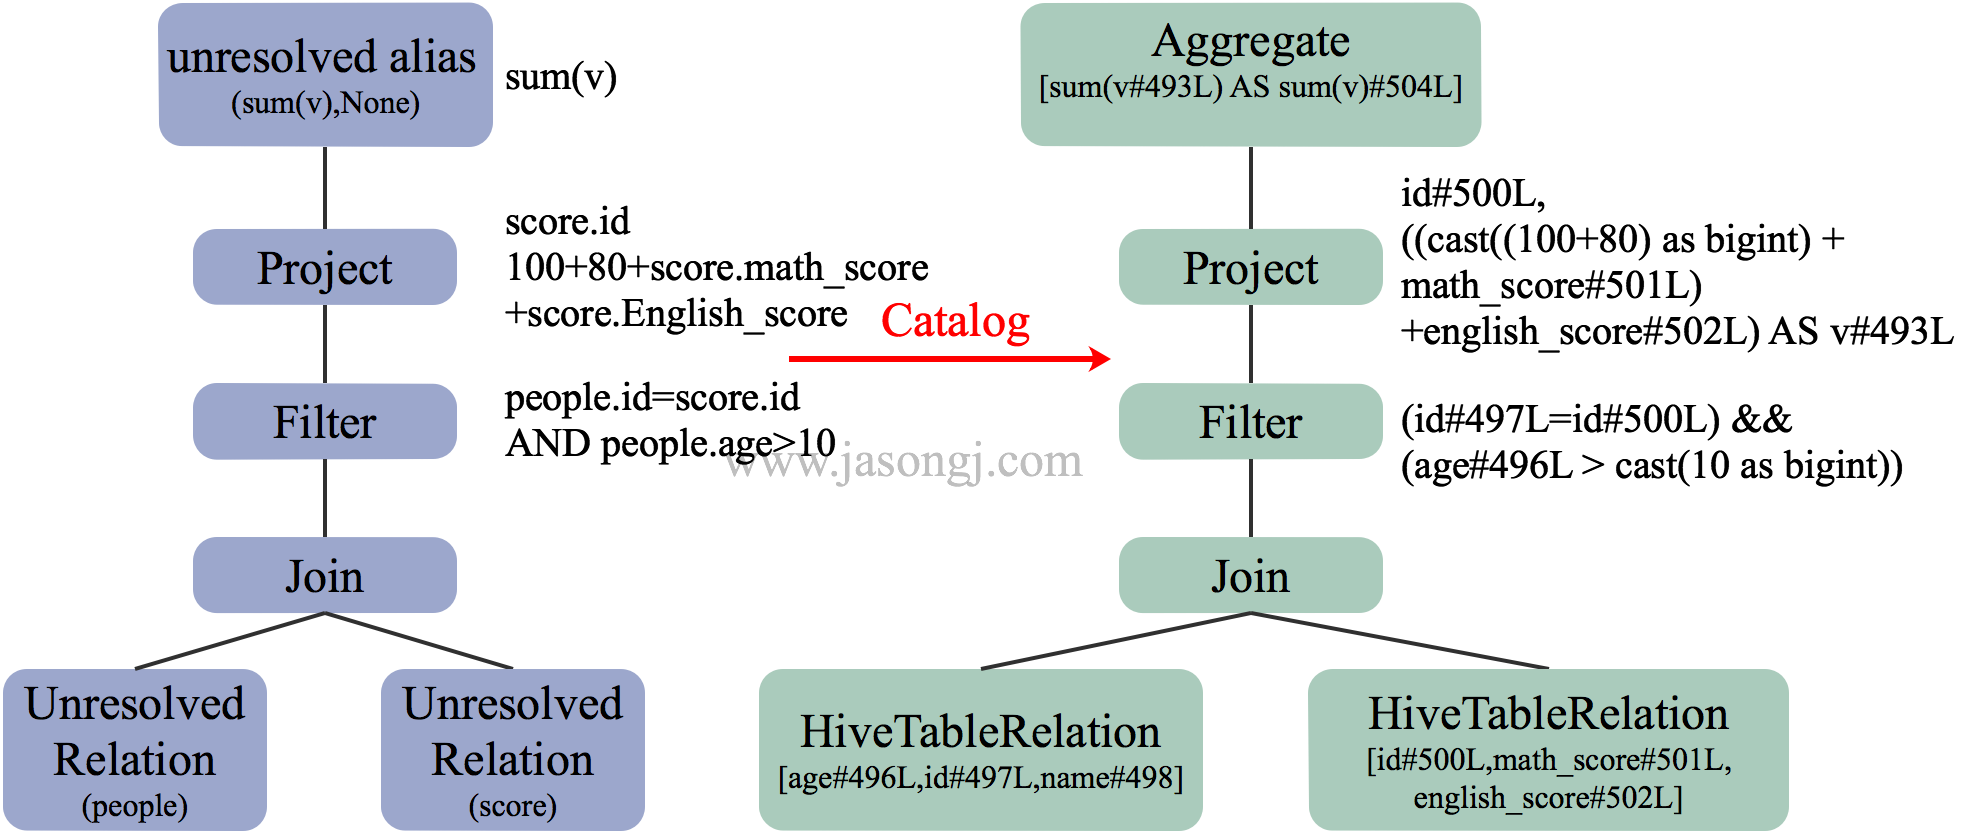 unresolved alias
(sum(v),None)
sum(v)
Project
score.id
100+80+score.math_score
+score.English_score
Filter
people.id=score.id
AND people.age>10
Join
Unresolved
Relation
(people)
Unresolved
Relation
(score)
Catalog
www.jasongj.com
Aggregate
[sum(v#493L) AS sum(v)#504L]
Project
id#500L,
((cast((100+80) as bigint) +
math_score#501L)
+english_score#502L) AS v#493L
Filter
(id#497L=id#500L) &&
(age#496L > cast(10 as bigint))
Join
HiveTableRelation
[age#496L,id#497L,name#498]
HiveTableRelation
[id#500L,math_score#501L,
english_score#502L]